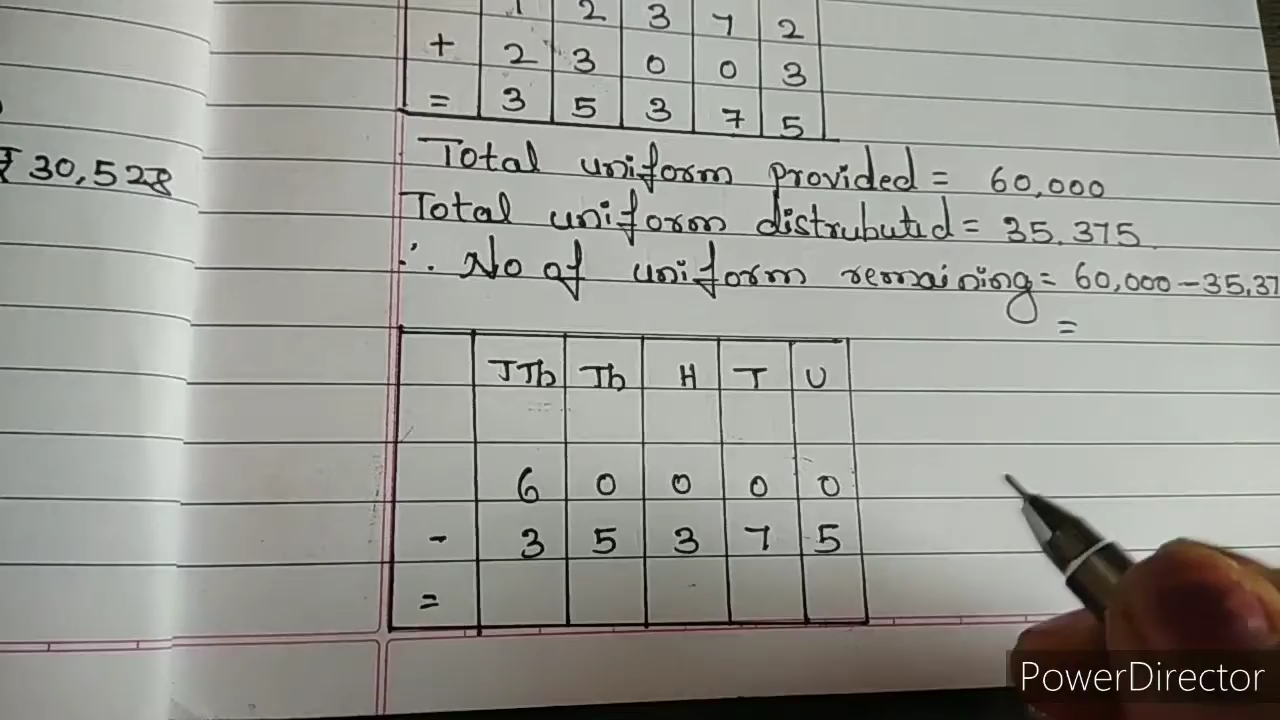 ₹ 30,528
1 2 3 7 2
+ 2 3 0 0 3
= 3 5 3 7 5
Total uniform provided = 60,000
Total uniform distrubuted = 35,375
∴ No of uniform remaining = 60,000 - 35,37
=
TTh Th H T U
6 0 0 0 0
- 3 5 3 7 5
=
PowerDirector